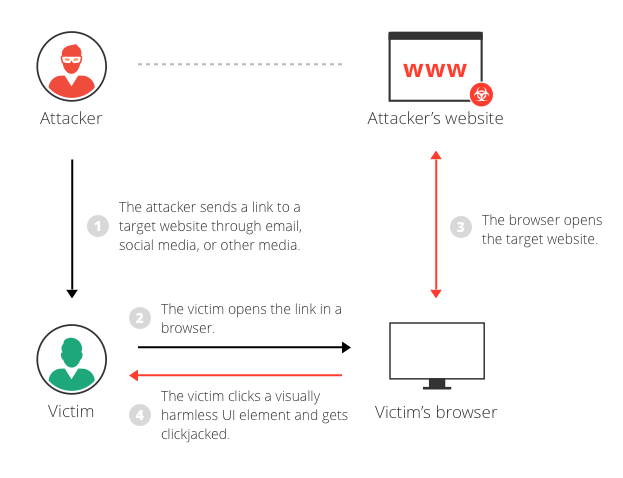 www
Attacker
Attacker’s website
1
The attacker sends a link to a
target website through email,
social media, or other media.
3
The browser opens
the target website.
2
The victim opens the link in a
browser.
4
The victim clicks a visually
harmless UI element and gets
clickjacked.
Victim
Victim’s browser